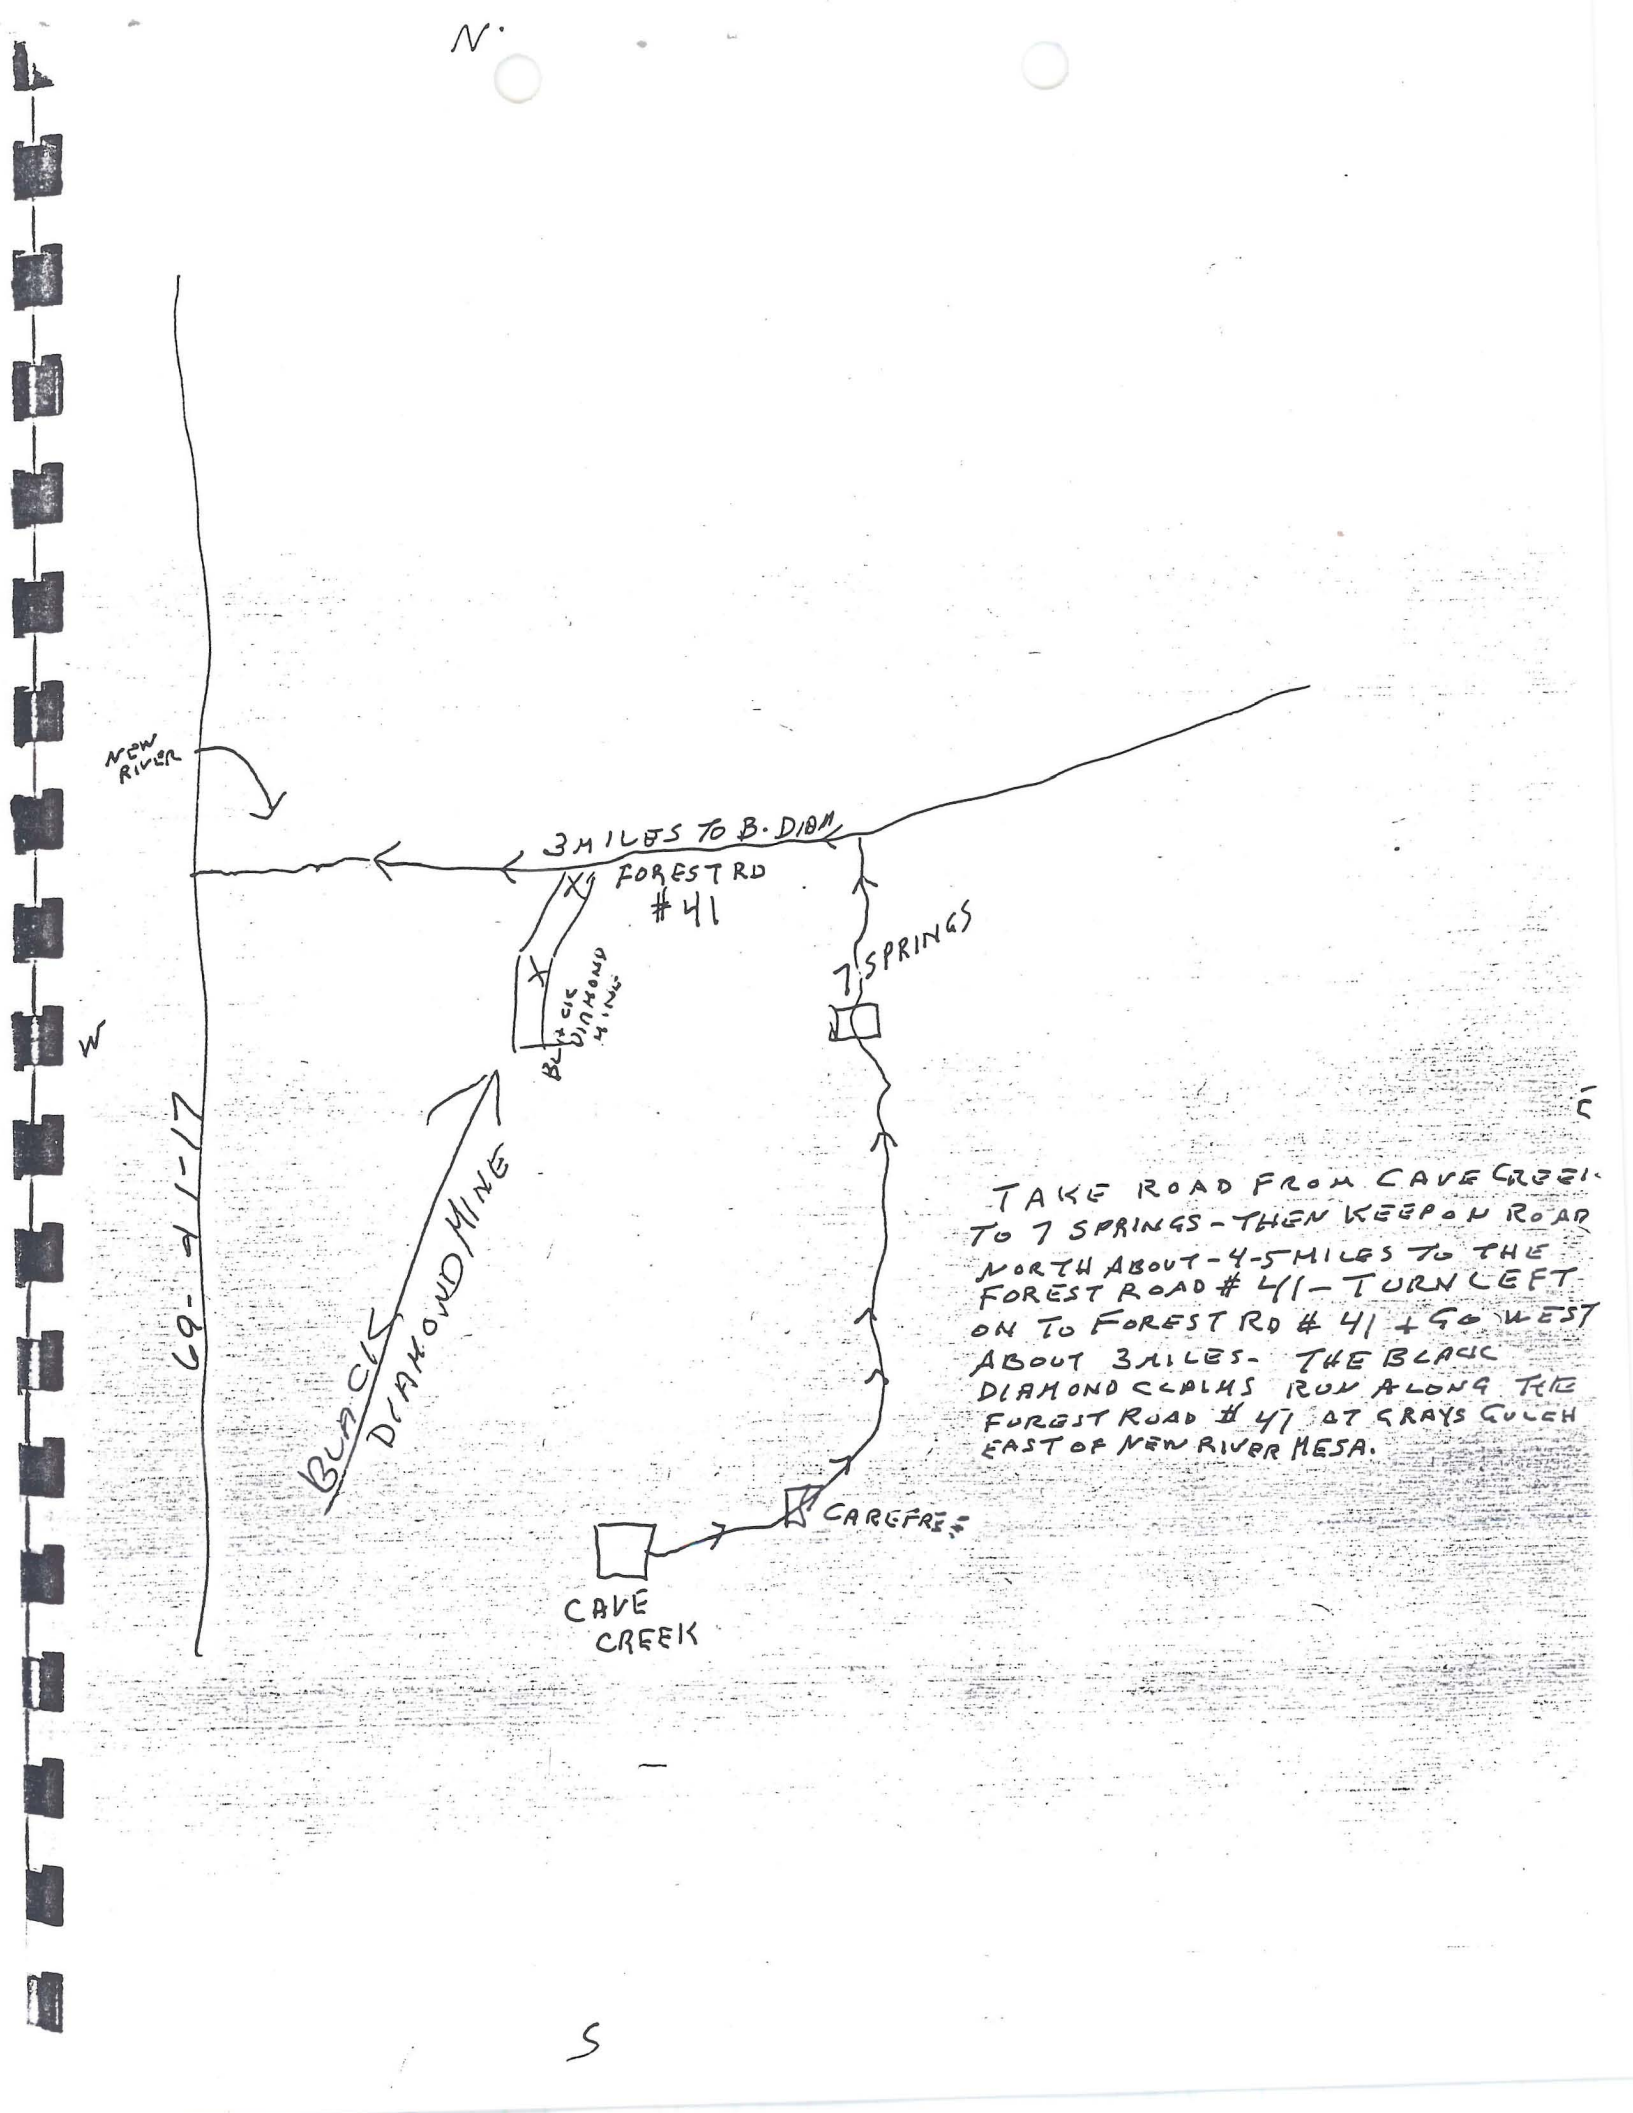 N.
NEW
RIVER
3 MILES TO B. DIAM
FOREST RD
# 41
7 SPRINGS
BLACK
DIAMOND
MINE
W
E
I-17
69-
BLACK
DIAMOND MINE
TAKE ROAD FROM CAVE CREEK
TO 7 SPRINGS - THEN KEEP ON ROAD
NORTH ABOUT - 4-5 MILES TO THE
FOREST ROAD # 41 - TURN LEFT
ON TO FOREST RD # 41 + GO WEST
ABOUT 3 MILES - THE BLACK
DIAMOND CLAIMS RUN ALONG THE
FOREST ROAD # 41 AT GRAYS GULCH
EAST OF NEW RIVER MESA.
CAREFREE
CAVE
CREEK
S